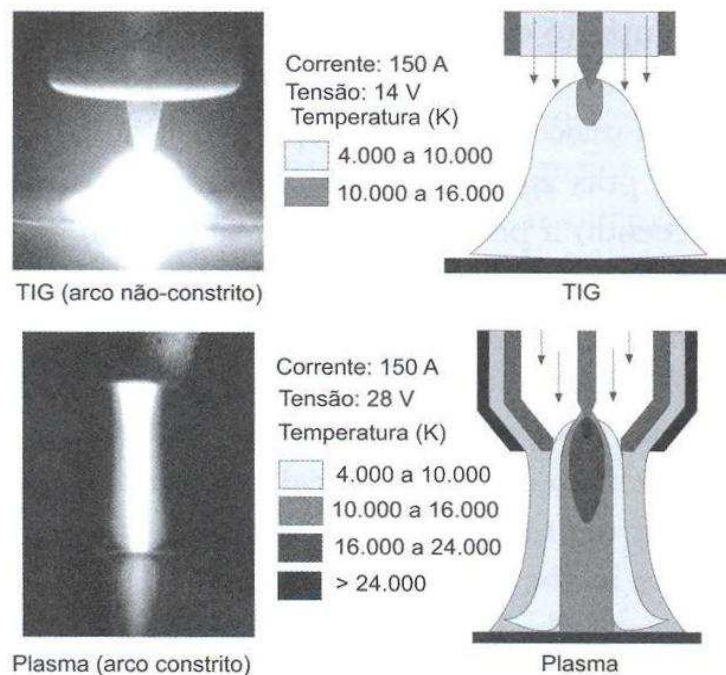 Corrente: 150 A
Tensão: 14 V
Temperatura (K)
4.000 a 10.000
10.000 a 16.000
TIG (arco não-constrito)
TIG
Corrente: 150 A
Tensão: 28 V
Temperatura (K)
4.000 a 10.000
10.000 a 16.000
16.000 a 24.000
> 24.000
Plasma (arco constrito)
Plasma